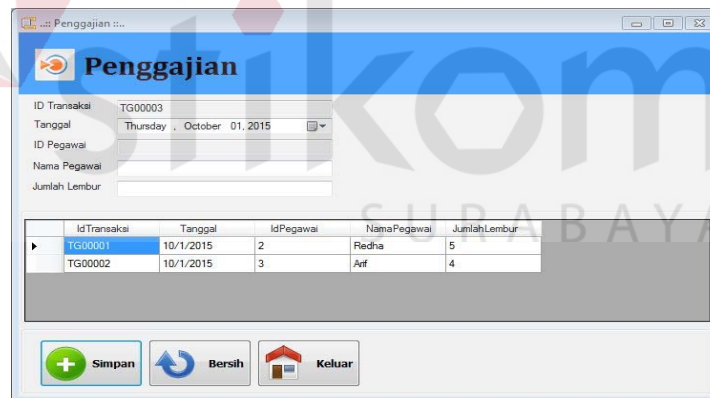 ..:: Penggajian ::..
Penggajian
ID Transaksi TG00003
Tanggal Thursday , October 01, 2015
ID Pegawai
Nama Pegawai
Jumlah Lembur
IdTransaksi Tanggal IdPegawai NamaPegawai JumlahLembur
TG00001 10/1/2015 2 Redha 5
TG00002 10/1/2015 3 Arif 4
Simpan Bersih Keluar
stikom
SURABAYA